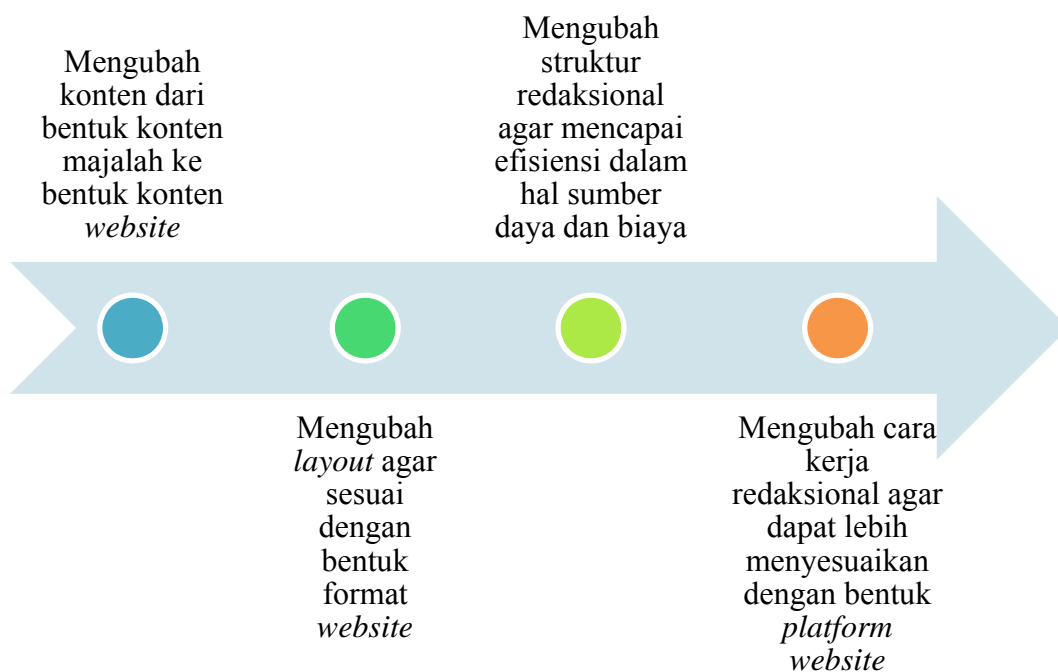 Mengubah
konten dari
bentuk konten
majalah ke
bentuk konten
website
Mengubah
layout agar
sesuai
dengan
bentuk
format
website
Mengubah
struktur
redaksional
agar mencapai
efisiensi dalam
hal sumber
daya dan biaya
Mengubah cara
kerja
redaksional agar
dapat lebih
menyesuaikan
dengan bentuk
platform
website